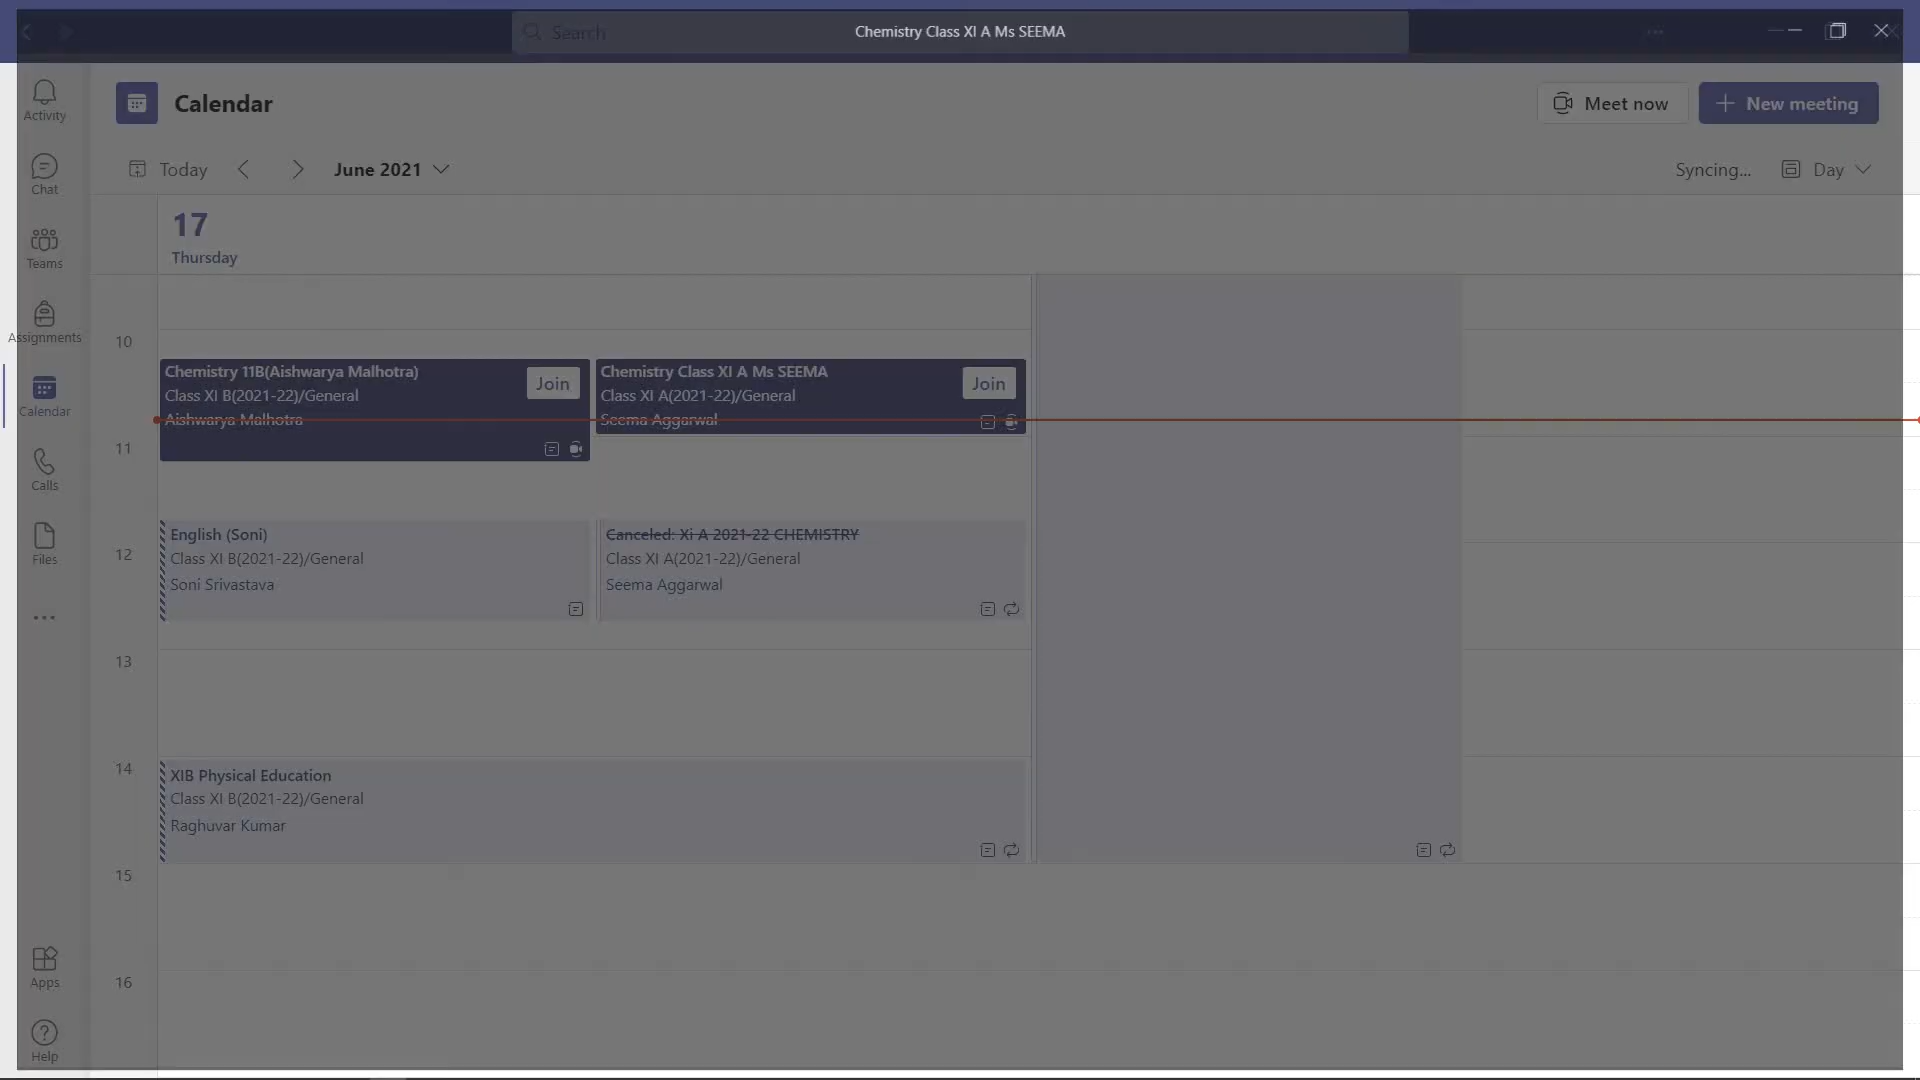 Search
Chemistry Class XI A Ms SEEMA
Activity
Chat
Teams
Assignments
Calendar
Calls
Files
Apps
Help
Calendar
Meet now
New meeting
Today
June 2021
Syncing...
Day
17
Thursday
10
11
12
13
14
15
16
Chemistry 11B(Aishwarya Malhotra)
Class XI B(2021-22)/General
Aishwarya Malhotra
Join
Chemistry Class XI A Ms SEEMA
Class XI A(2021-22)/General
Seema Aggarwal
Join
English (Soni)
Class XI B(2021-22)/General
Soni Srivastava
Canceled: Xi A 2021-22 CHEMISTRY
Class XI A(2021-22)/General
Seema Aggarwal
XIB Physical Education
Class XI B(2021-22)/General
Raghuvar Kumar